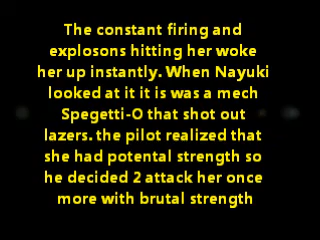 The constant firing and
explosons hitting her woke
her up instantly. When Nayuki
looked at it it is was a mech
Spegetti-O that shot out
lazers. the pilot realized that
she had potental strength so
he decided 2 attack her once
more with brutal strength